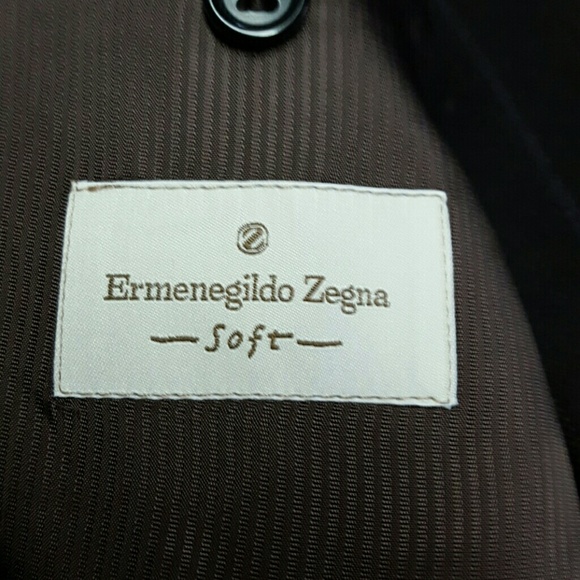 Z
Ermenegildo Zegna
— Soft —